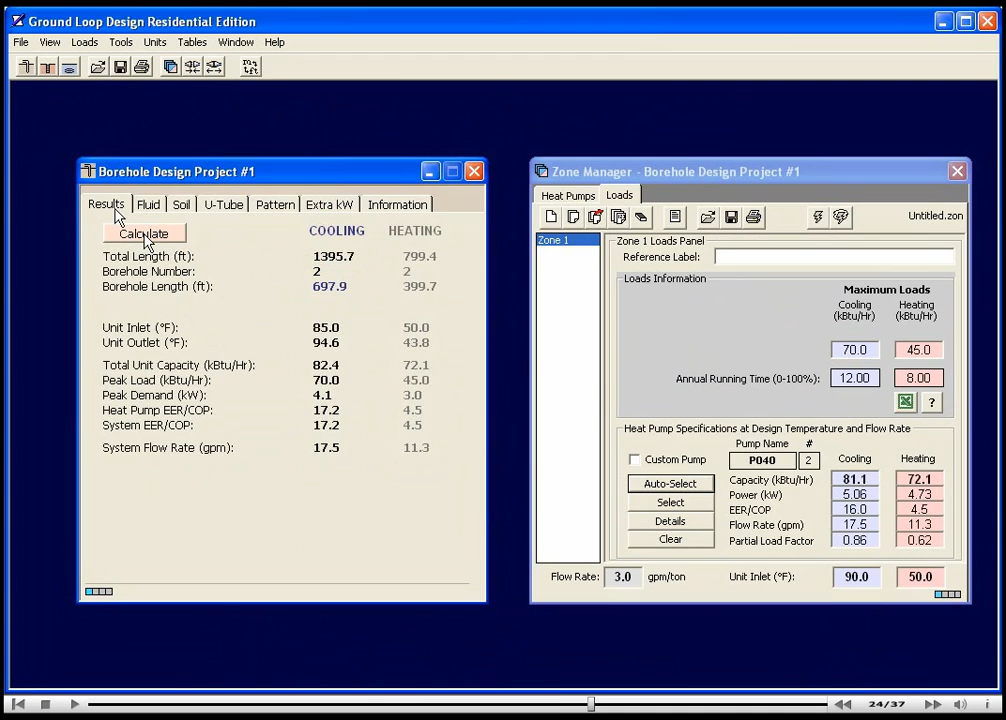 Ground Loop Design Residential Edition
File View Loads Tools Units Tables Window Help
Borehole Design Project #1
Results Fluid Soil U-Tube Pattern Extra kW Information
Calculate COOLING HEATING
Total Length (ft): 1395.7 799.4
Borehole Number: 2 2
Borehole Length (ft): 697.9 399.7
Unit Inlet (°F): 85.0 50.0
Unit Outlet (°F): 94.6 43.8
Total Unit Capacity (kBtu/Hr): 82.4 72.1
Peak Load (kBtu/Hr): 70.0 45.0
Peak Demand (kW): 4.1 3.0
Heat Pump EER/COP: 17.2 4.5
System EER/COP: 17.2 4.5
System Flow Rate (gpm): 17.5 11.3
Zone Manager - Borehole Design Project #1
Heat Pumps Loads
Untitled.zon
Zone 1
Zone 1 Loads Panel
Reference Label:
Loads Information
Maximum Loads
Cooling Heating
(kBtu/Hr) (kBtu/Hr)
70.0 45.0
Annual Running Time (0-100%): 12.00 8.00
?
Heat Pump Specifications at Design Temperature and Flow Rate
Pump Name #
Custom Pump P040 2 Cooling Heating
Auto-Select Capacity (kBtu/Hr) 81.1 72.1
Power (kW) 5.06 4.73
Select EER/COP 16.0 4.5
Details Flow Rate (gpm) 17.5 11.3
Clear Partial Load Factor 0.86 0.62
Flow Rate: 3.0 gpm/ton Unit Inlet (°F): 90.0 50.0
24/37